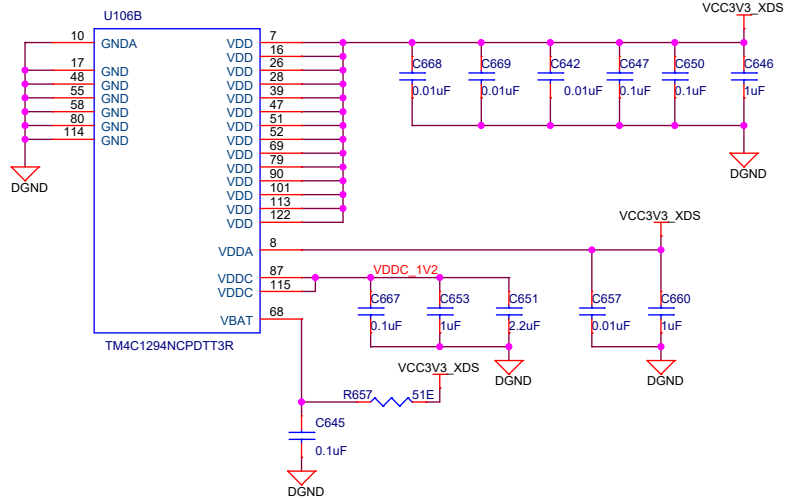 U106B
VCC3V3_XDS
10 GNDA VDD 7
VDD 16
17 GND VDD 26
48 GND VDD 28
55 GND VDD 39
58 GND VDD 47
80 GND VDD 51
114 GND VDD 52
VDD 69
VDD 79
VDD 90
VDD 101
VDD 113
VDD 122
C668 C669 C642 C647 C650 C646
0.01uF 0.01uF 0.01uF 0.1uF 0.1uF 1uF
DGND
DGND
VCC3V3_XDS
VDDA 8
VDDC 87 VDDC_1V2
VDDC 115
VBAT 68
C667 C653 C651 C657 C660
0.1uF 1uF 2.2uF 0.01uF 1uF
TM4C1294NCPDTT3R
VCC3V3_XDS
DGND DGND
R657 51E
C645
0.1uF
DGND